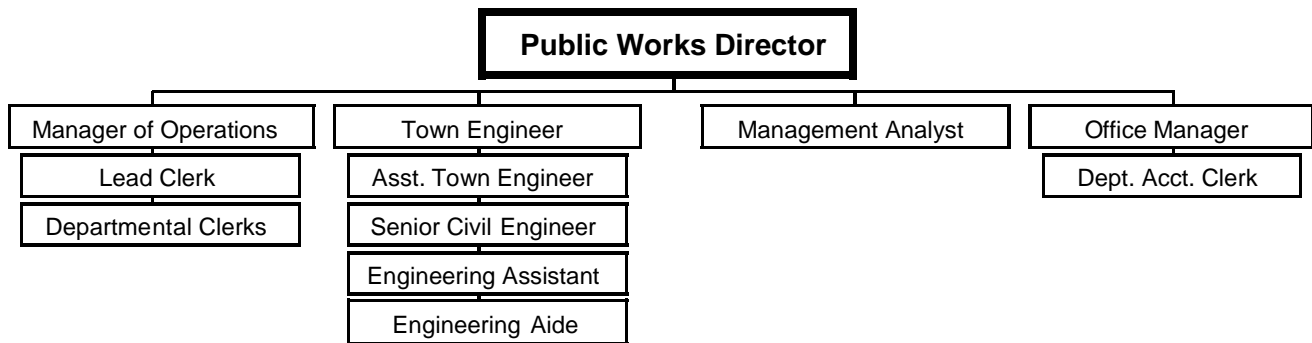 Public Works Director
Manager of Operations
Town Engineer
Management Analyst
Office Manager
Lead Clerk
Asst. Town Engineer
Dept. Acct. Clerk
Departmental Clerks
Senior Civil Engineer
Engineering Assistant
Engineering Aide